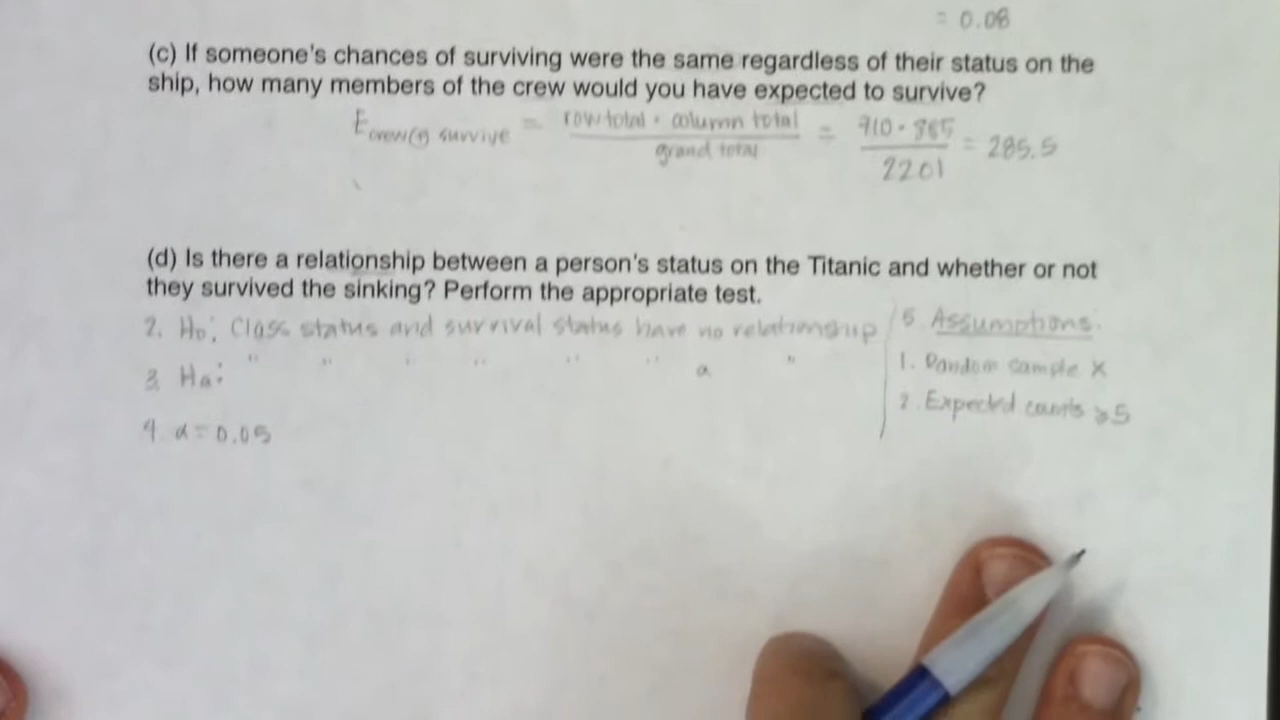 = 0.08
(c) If someone's chances of surviving were the same regardless of their status on the
ship, how many members of the crew would you have expected to survive?
= row total · column total / grand total = 910 · 885 / 2201 = 285.5
(d) Is there a relationship between a person's status on the Titanic and whether or not
they survived the sinking? Perform the appropriate test.
2. Ho: Class status and survival status have no relationship
" " " " " " a "
3. Ha:
4. α = 0.05
5 Assumptions:
1. Random sample X
2. Expected counts ≥5